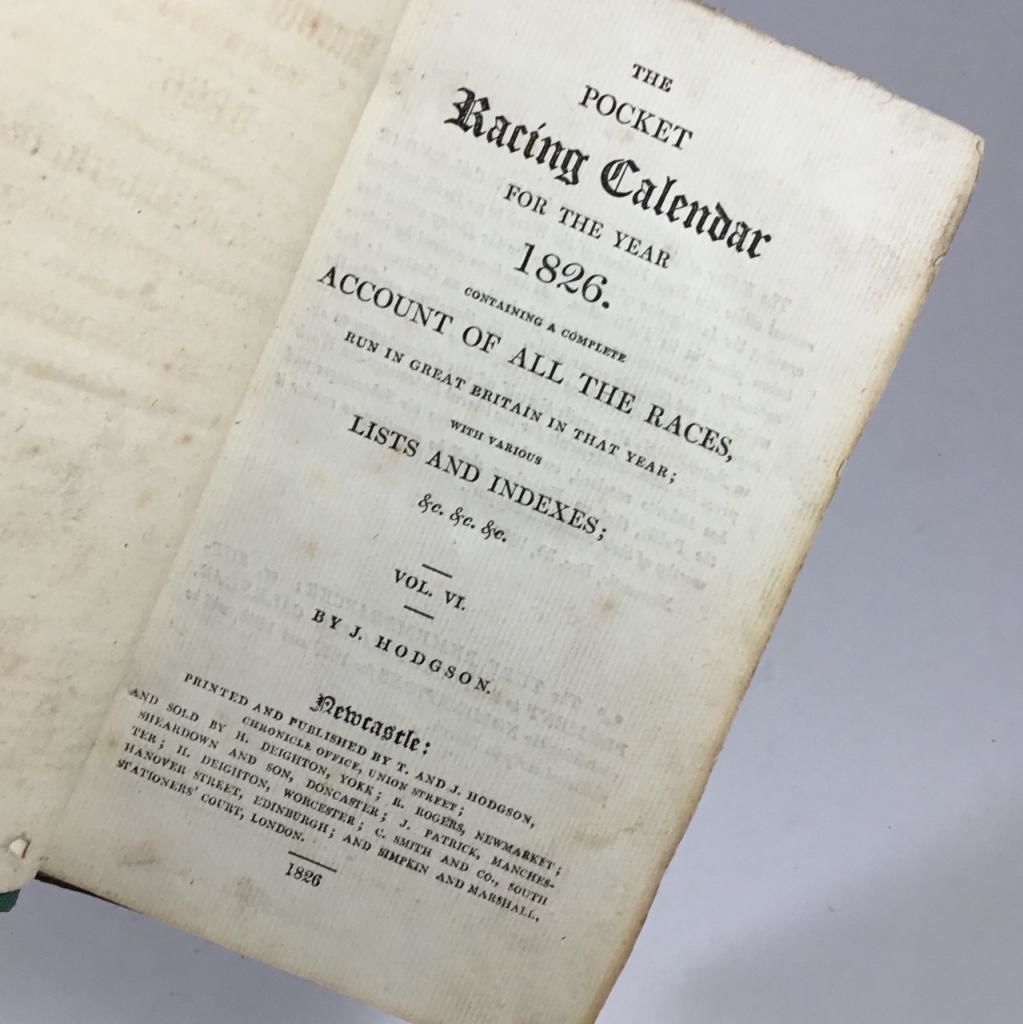 THE
POCKET
Racing Calendar
FOR THE YEAR
1826.
CONTAINING A COMPLETE
ACCOUNT OF ALL THE RACES,
RUN IN GREAT BRITAIN IN THAT YEAR;
WITH VARIOUS
LISTS AND INDEXES;
&c. &c. &c.
VOL. VI.
BY J. HODGSON.
Newcastle:
PRINTED AND PUBLISHED BY T. AND J. HODGSON,
CHRONICLE OFFICE, UNION STREET;
AND SOLD BY H. DEIGHTON, YORK; R. ROGERS, NEWMARKET;
SHEARDOWN AND SON, DONCASTER; J. PATRICK, MANCHES-
TER; H. DEIGHTON, WORCESTER; C. SMITH AND CO., SOUTH
HANOVER STREET, EDINBURGH; AND SIMPKIN AND MARSHALL,
STATIONERS' COURT, LONDON.
1826